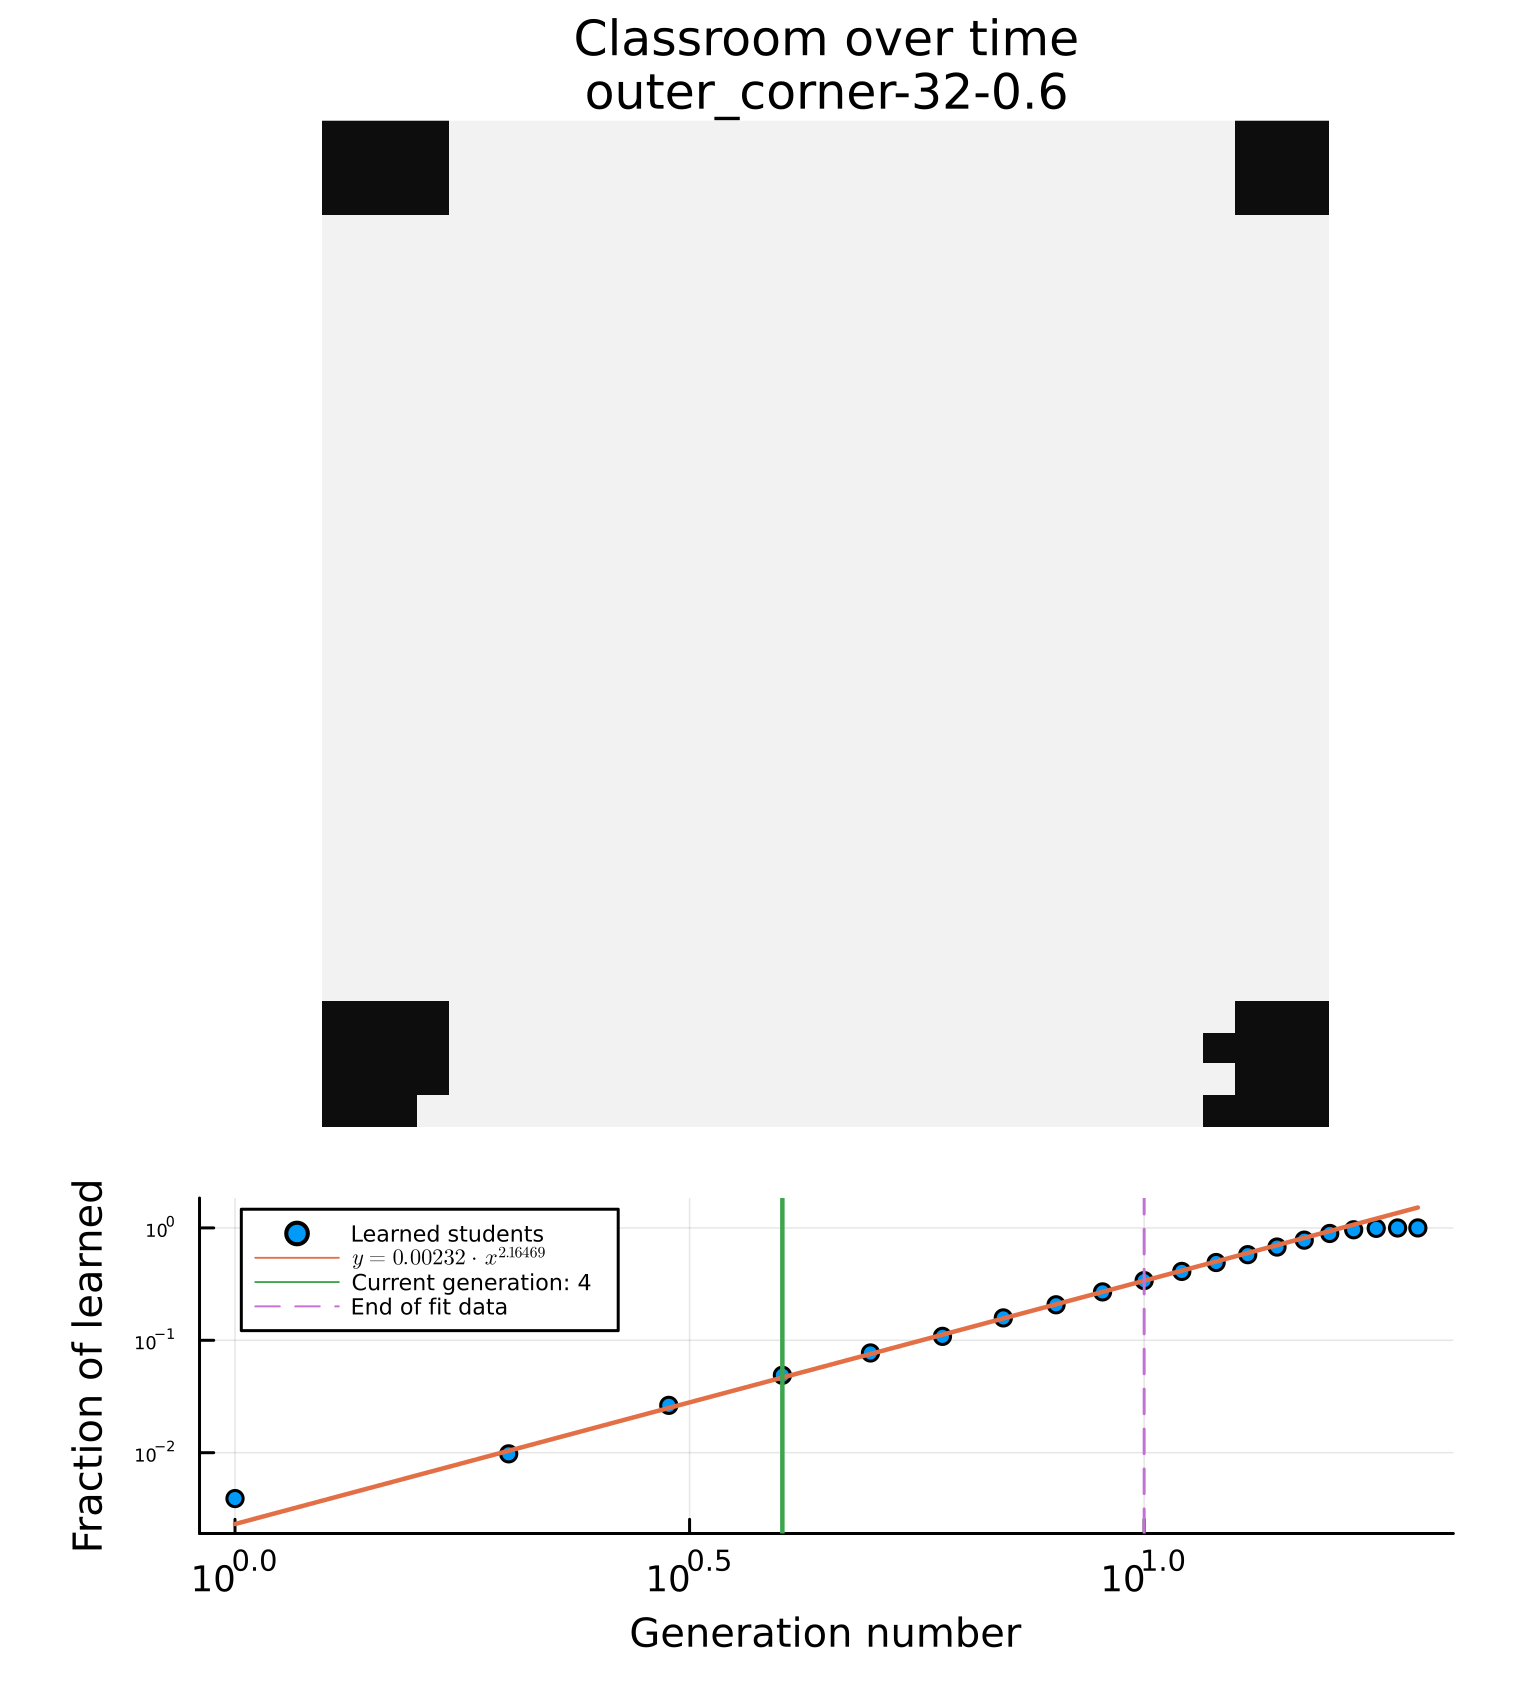 Classroom over time
outer_corner-32-0.6
Fraction of learned
10⁰
10⁻¹
10⁻²
Learned students
y = 0.00232 · x^2.16469
Current generation: 4
End of fit data
10^0.0
10^0.5
10^1.0
Generation number